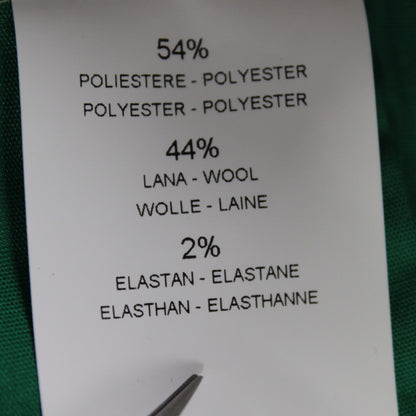 54%
POLIESTERE - POLYESTER
POLYESTER - POLYESTER
44%
LANA - WOOL
WOLLE - LAINE
2%
ELASTAN - ELASTANE
ELASTHAN - ELASTHANNE